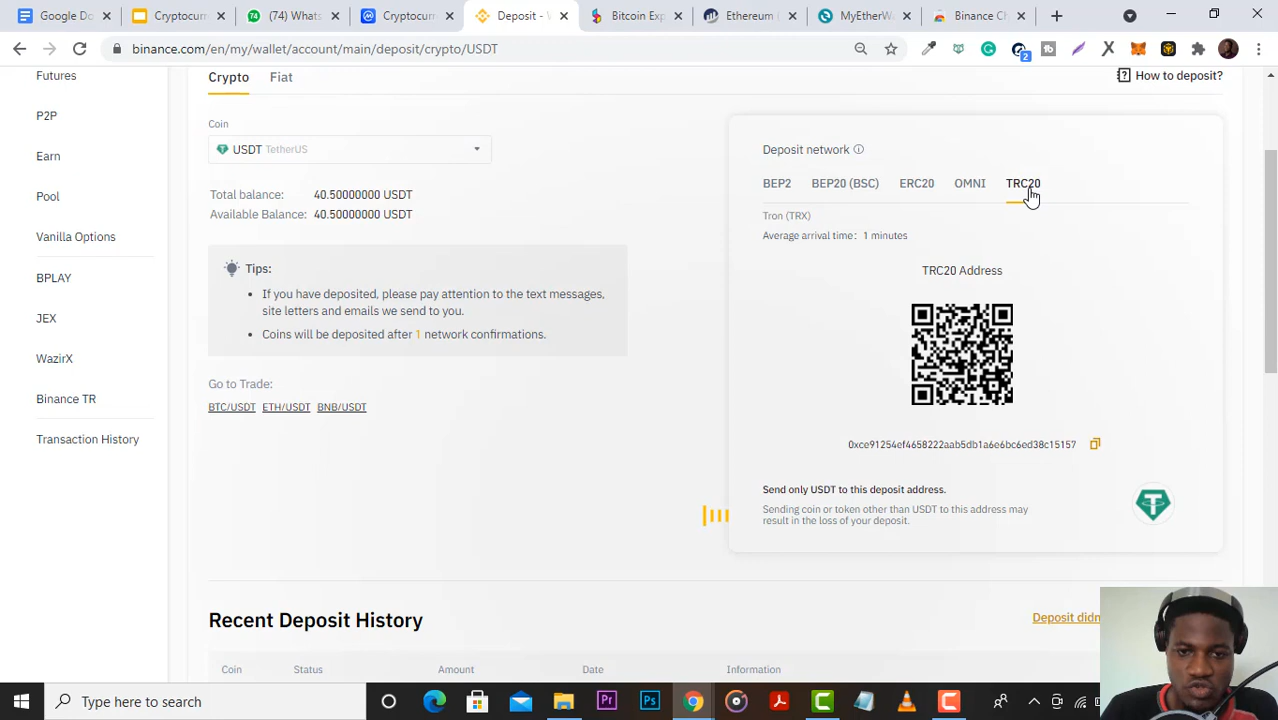 Google Do
Cryptocurr
(74) Whats
Cryptocurr
Deposit - \
Bitcoin Exp
Ethereum (
MyEtherW
Binance Ch
binance.com/en/my/wallet/account/main/deposit/crypto/USDT
2
Futures
P2P
Earn
Pool
Vanilla Options
BPLAY
JEX
WazirX
Binance TR
Transaction History
Crypto Fiat
How to deposit?
Coin
USDT TetherUS
Total balance: 40.50000000 USDT
Available Balance: 40.50000000 USDT
Tips:
• If you have deposited, please pay attention to the text messages,
site letters and emails we send to you.
• Coins will be deposited after 1 network confirmations.
Go to Trade:
BTC/USDT ETH/USDT BNB/USDT
Deposit network
BEP2 BEP20 (BSC) ERC20 OMNI TRC20
Tron (TRX)
Average arrival time: 1 minutes
TRC20 Address
0xce91254ef4658222aab5db1a6e6bc6ed38c15157
Send only USDT to this deposit address.
Sending coin or token other than USDT to this address may
result in the loss of your deposit.
Recent Deposit History
Deposit didn
Coin Status Amount Date Information
Type here to search
Pr
Ps